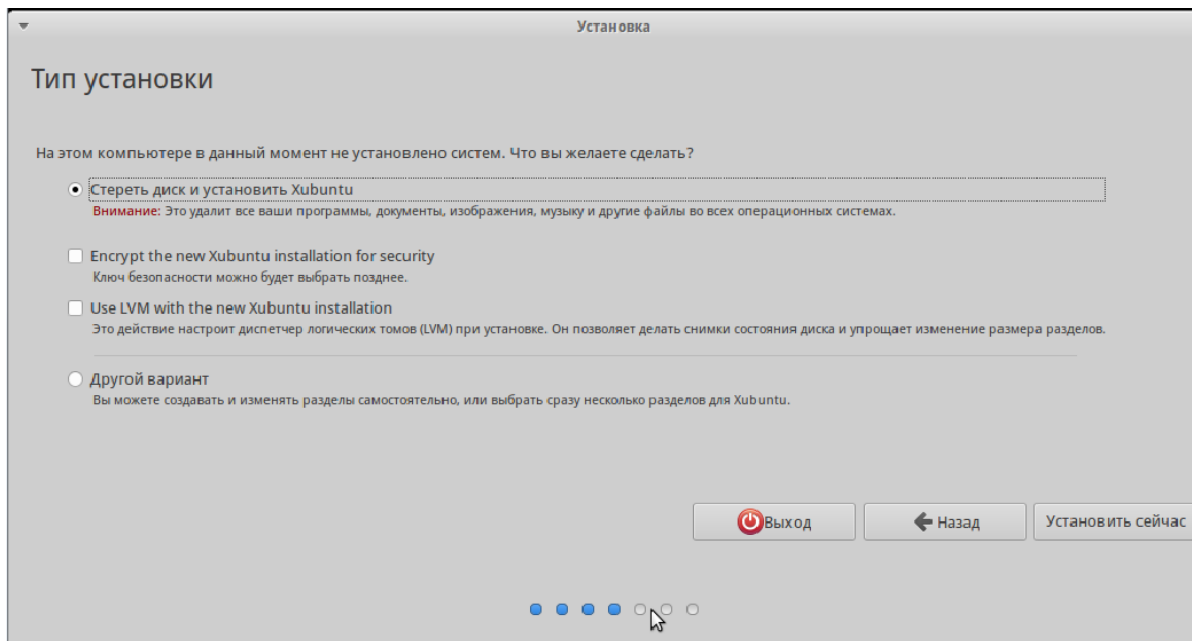 Установка
Тип установки
На этом компьютере в данный момент не установлено систем. Что вы желаете сделать?
Стереть диск и установить Xubuntu
Внимание: Это удалит все ваши программы, документы, изображения, музыку и другие файлы во всех операционных системах.
Encrypt the new Xubuntu installation for security
Ключ безопасности можно будет выбрать позднее.
Use LVM with the new Xubuntu installation
Это действие настроит диспетчер логических томов (LVM) при установке. Он позволяет делать снимки состояния диска и упрощает изменение размера разделов.
Другой вариант
Вы можете создавать и изменять разделы самостоятельно, или выбрать сразу несколько разделов для Xubuntu.
Выход Назад Установить сейчас